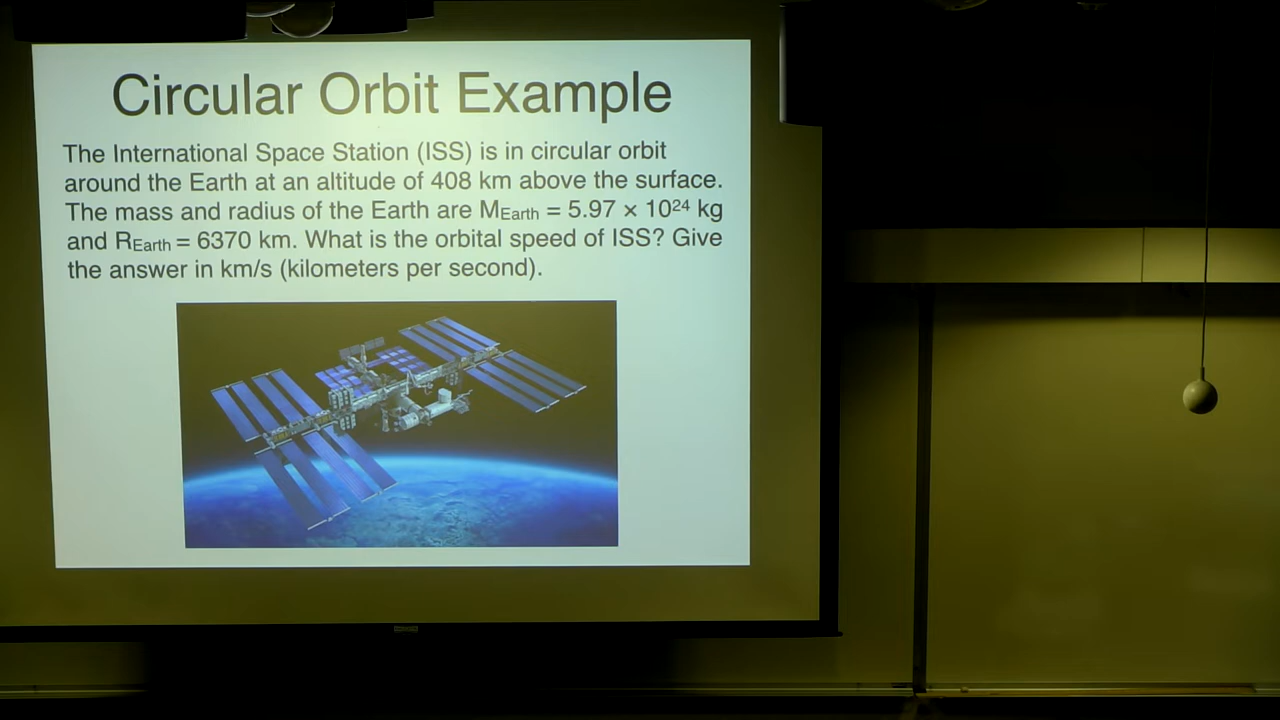 Circular Orbit Example
The International Space Station (ISS) is in circular orbit
around the Earth at an altitude of 408 km above the surface.
The mass and radius of the Earth are M_Earth = 5.97 × 10²⁴ kg
and R_Earth = 6370 km. What is the orbital speed of ISS? Give
the answer in km/s (kilometers per second).